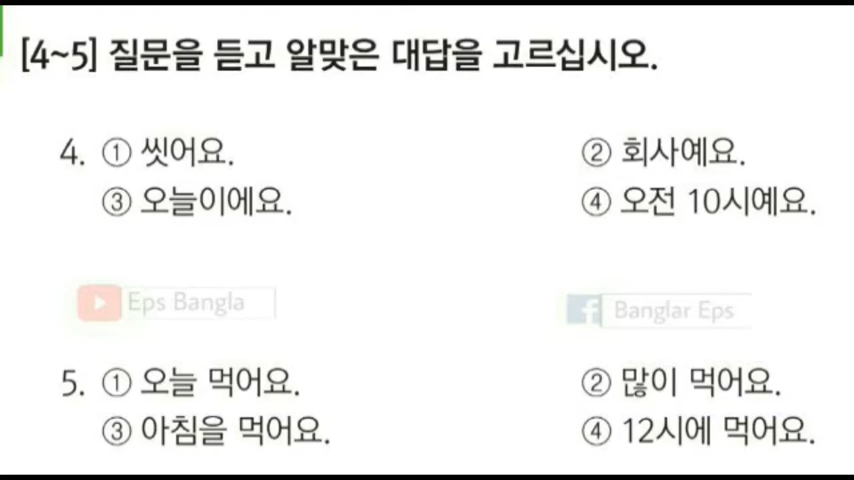 [4~5] 질문을 듣고 알맞은 대답을 고르십시오.
4. ① 씻어요. ② 회사예요.
③ 오늘이에요. ④ 오전 10시예요.
Eps Bangla Banglar Eps
5. ① 오늘 먹어요. ② 많이 먹어요.
③ 아침을 먹어요. ④ 12시에 먹어요.